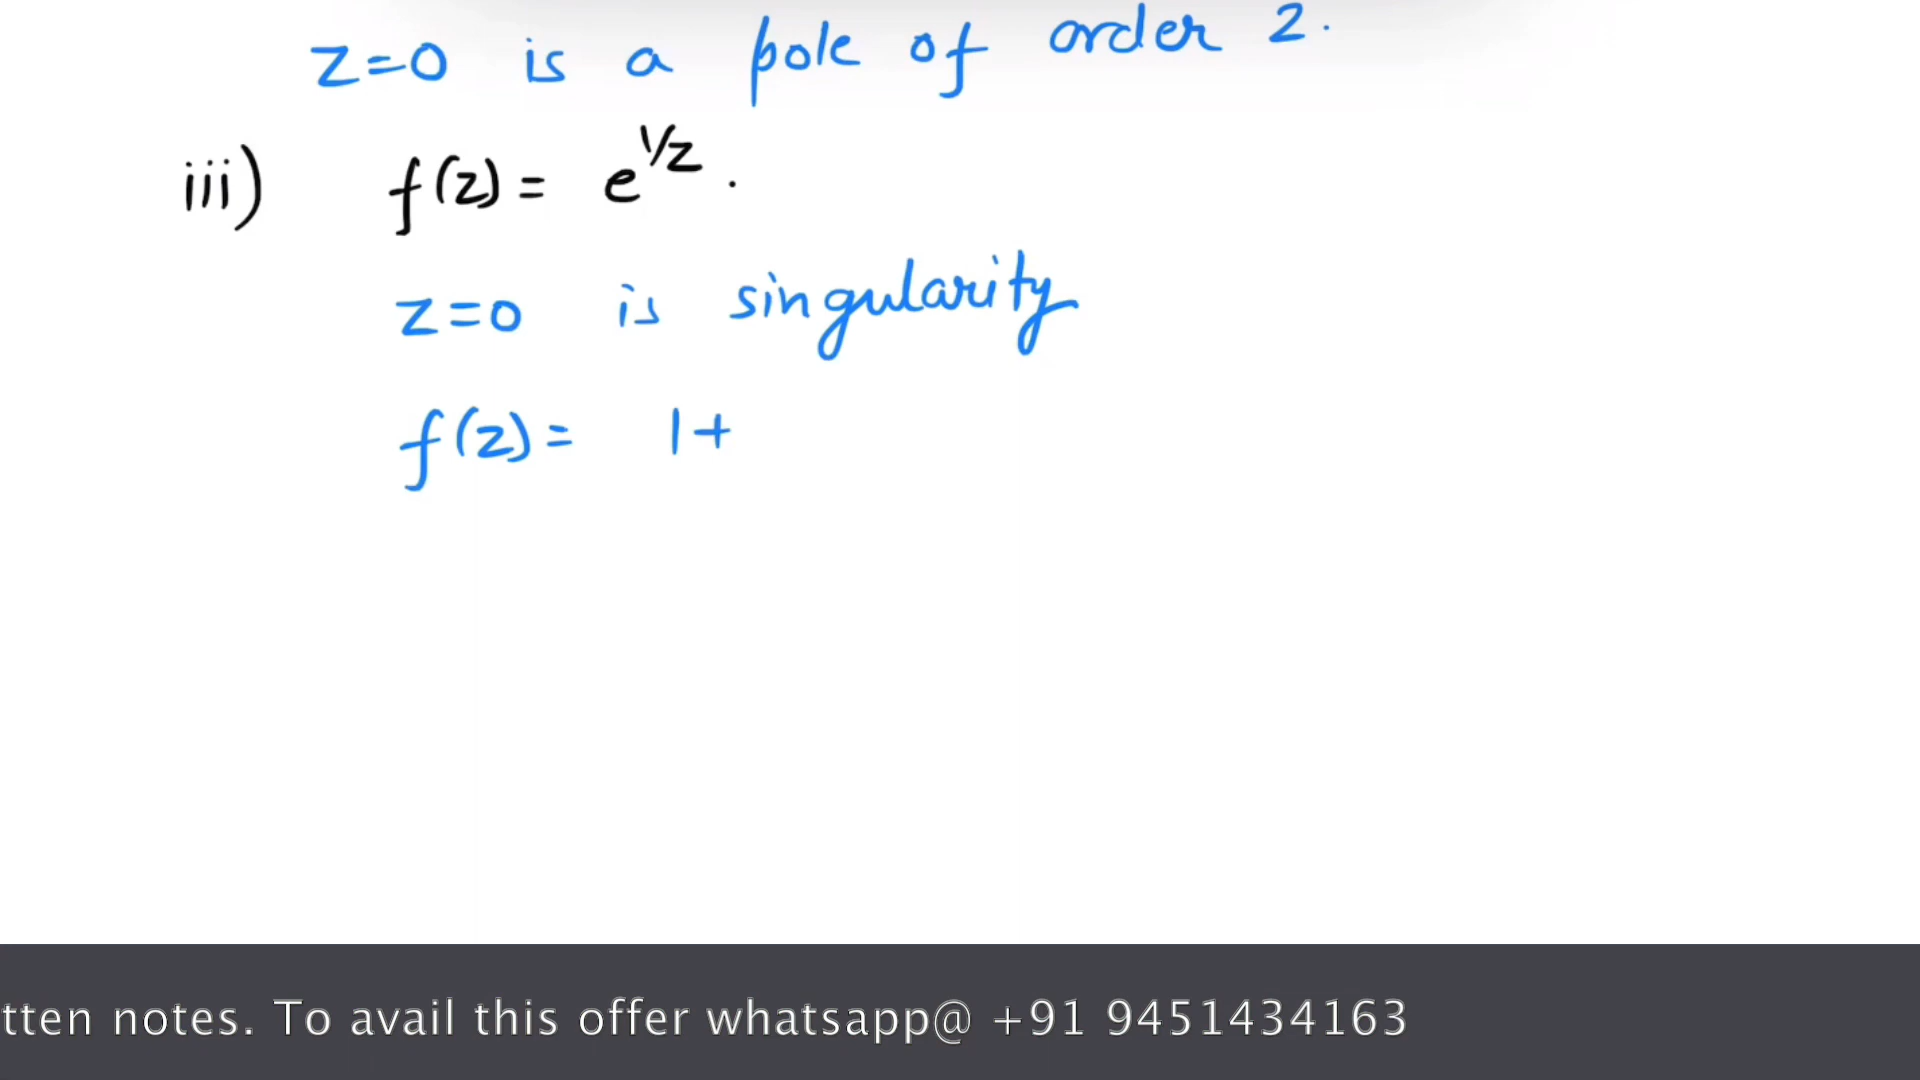 z=0 is a pole of order 2.
iii) f(z) = e^1/z.
z=0 is singularity
f(z) = 1+
tten notes. To avail this offer whatsapp@ +91 9451434163